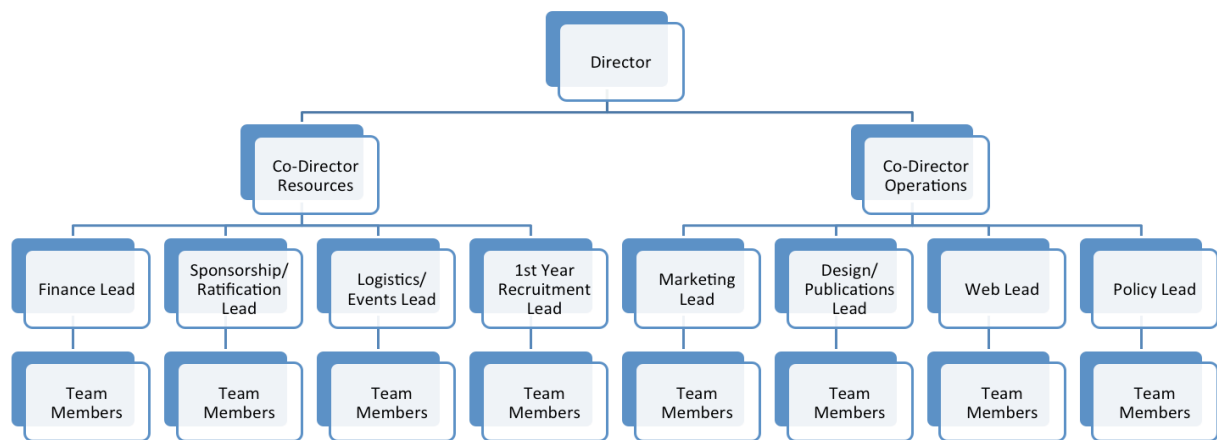 Director
Co-Director
Resources
Co-Director
Operations
Finance Lead
Sponsorship/
Ratification
Lead
Logistics/
Events Lead
1st Year
Recruitment
Lead
Marketing
Lead
Design/
Publications
Lead
Web Lead
Policy Lead
Team
Members
Team
Members
Team
Members
Team
Members
Team
Members
Team
Members
Team
Members
Team
Members